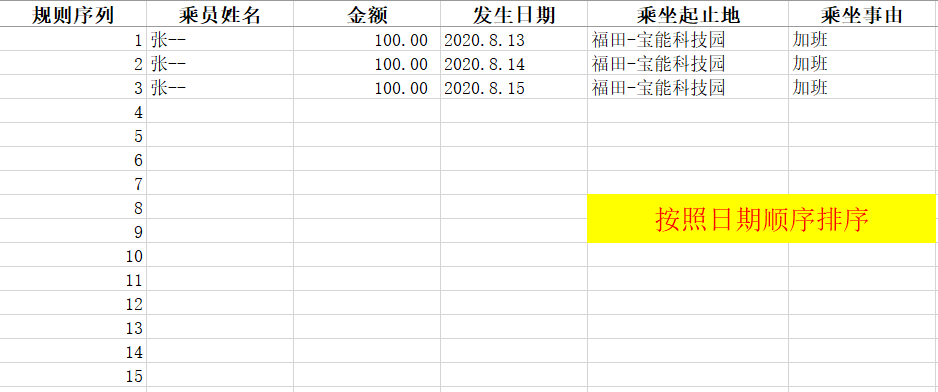 规则序列 乘员姓名 金额 发生日期 乘坐起止地 乘坐事由
1 张-- 100.00 2020.8.13 福田-宝能科技园 加班
2 张-- 100.00 2020.8.14 福田-宝能科技园 加班
3 张-- 100.00 2020.8.15 福田-宝能科技园 加班
4
5
6
7
8
按照日期顺序排序
9
10
11
12
13
14
15